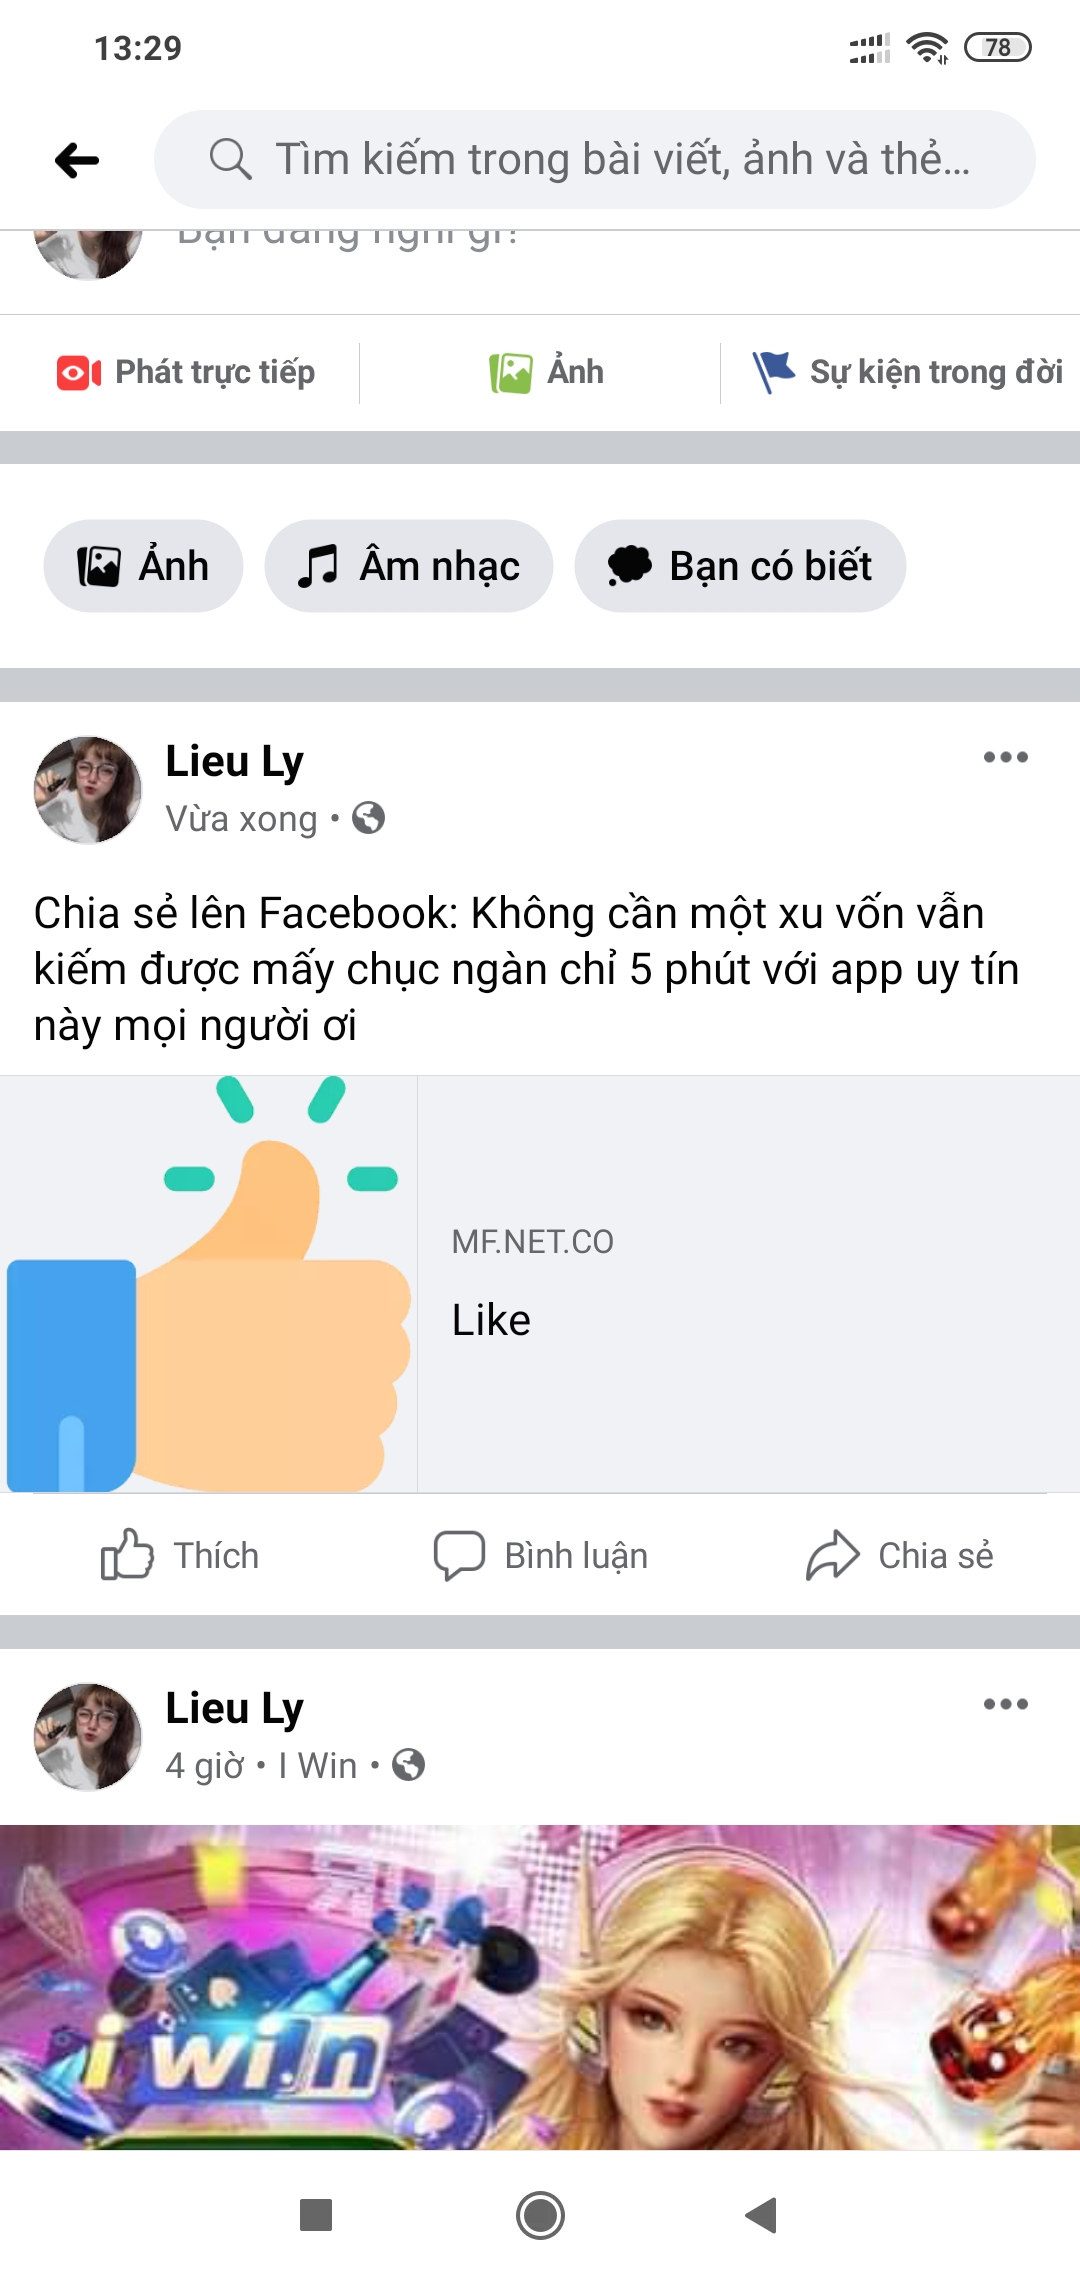 13:29
78
Tìm kiếm trong bài viết, ảnh và thẻ...
Bạn đang nghĩ gì?
Phát trực tiếp
Ảnh
Sự kiện trong đời
Ảnh
Âm nhạc
Bạn có biết
Lieu Ly
Vừa xong •
Chia sẻ lên Facebook: Không cần một xu vốn vẫn
kiếm được mấy chục ngàn chỉ 5 phút với app uy tín
này mọi người ơi
MF.NET.CO
Like
Thích
Bình luận
Chia sẻ
Lieu Ly
4 giờ • I Win •
i win